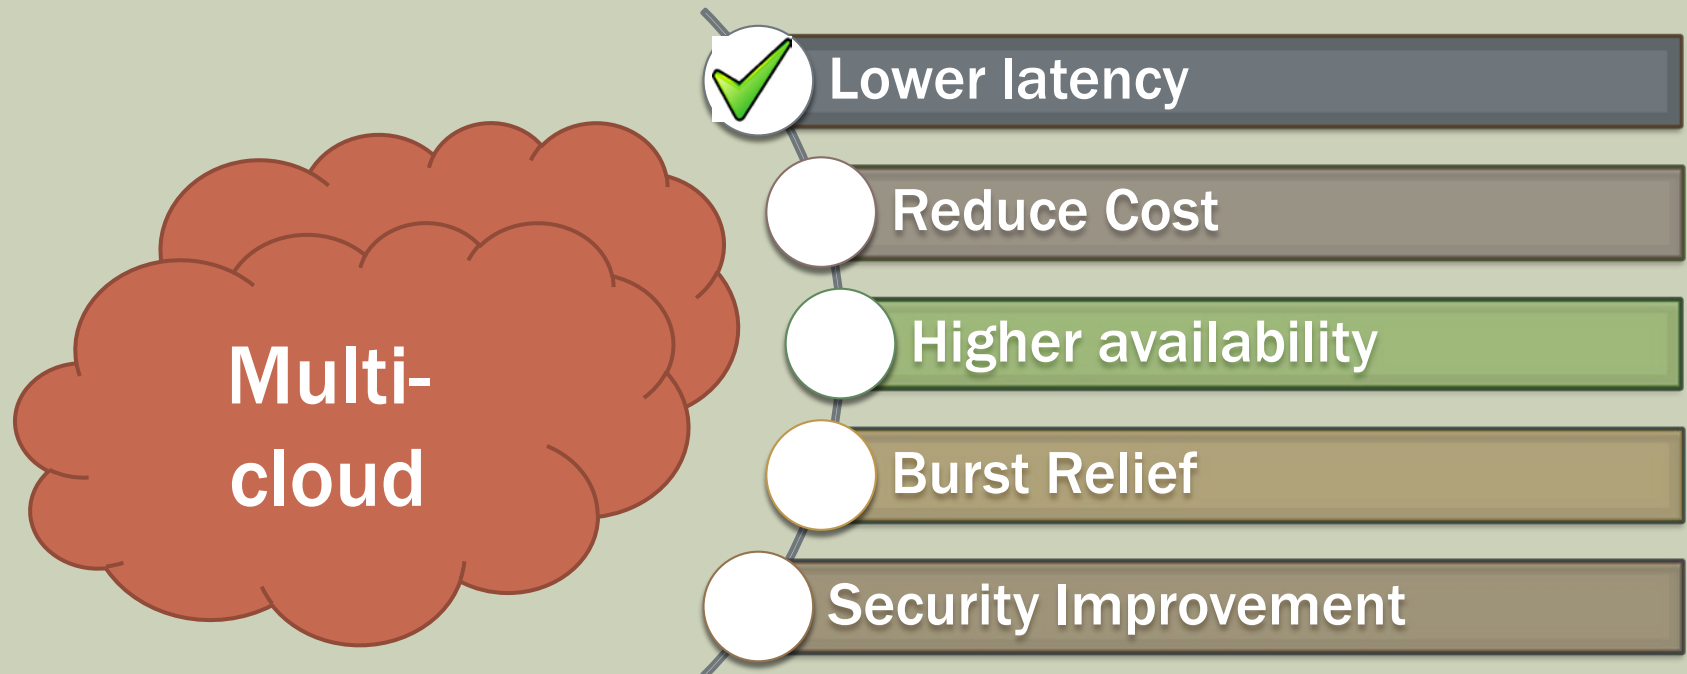 Multi-
cloud
Lower latency
Reduce Cost
Higher availability
Burst Relief
Security Improvement